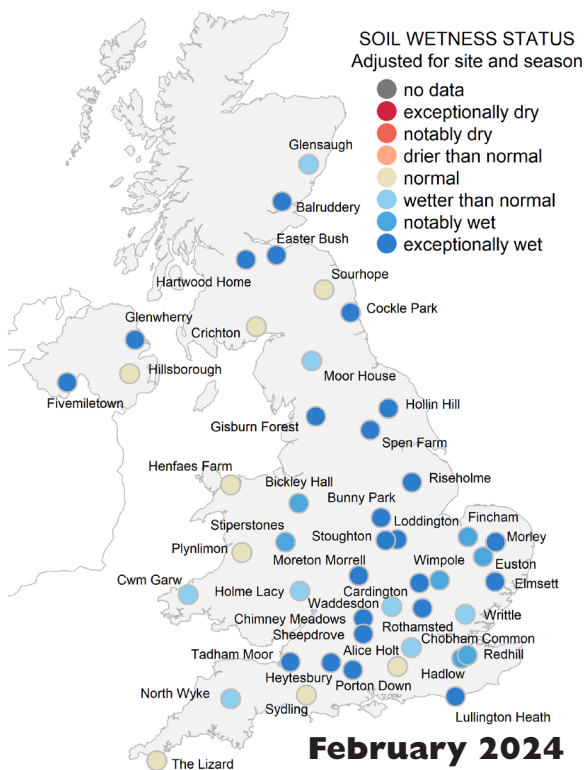 SOIL WETNESS STATUS
Adjusted for site and season
no data
exceptionally dry
notably dry
drier than normal
normal
wetter than normal
notably wet
exceptionally wet
Glensaugh
Balruddery
Easter Bush
Hartwood Home
Sourhope
Cockle Park
Glenwherry
Crichton
Hillsborough
Moor House
Fivemiletown
Hollin Hill
Gisburn Forest
Spen Farm
Henfaes Farm
Riseholme
Bickley Hall
Bunny Park
Loddington
Fincham
Stiperstones
Stoughton
Morley
Plynlimon
Moreton Morrell
Wimpole
Euston
Cwm Garw
Holme Lacy
Cardington
Elmsett
Waddesdon
Writtle
Chimney Meadows
Rothamsted
Sheepdrove
Chobham Common
Tadham Moor
Alice Holt
Redhill
Heytesbury
Hadlow
Porton Down
North Wyke
Sydling
Lullington Heath
The Lizard
February 2024